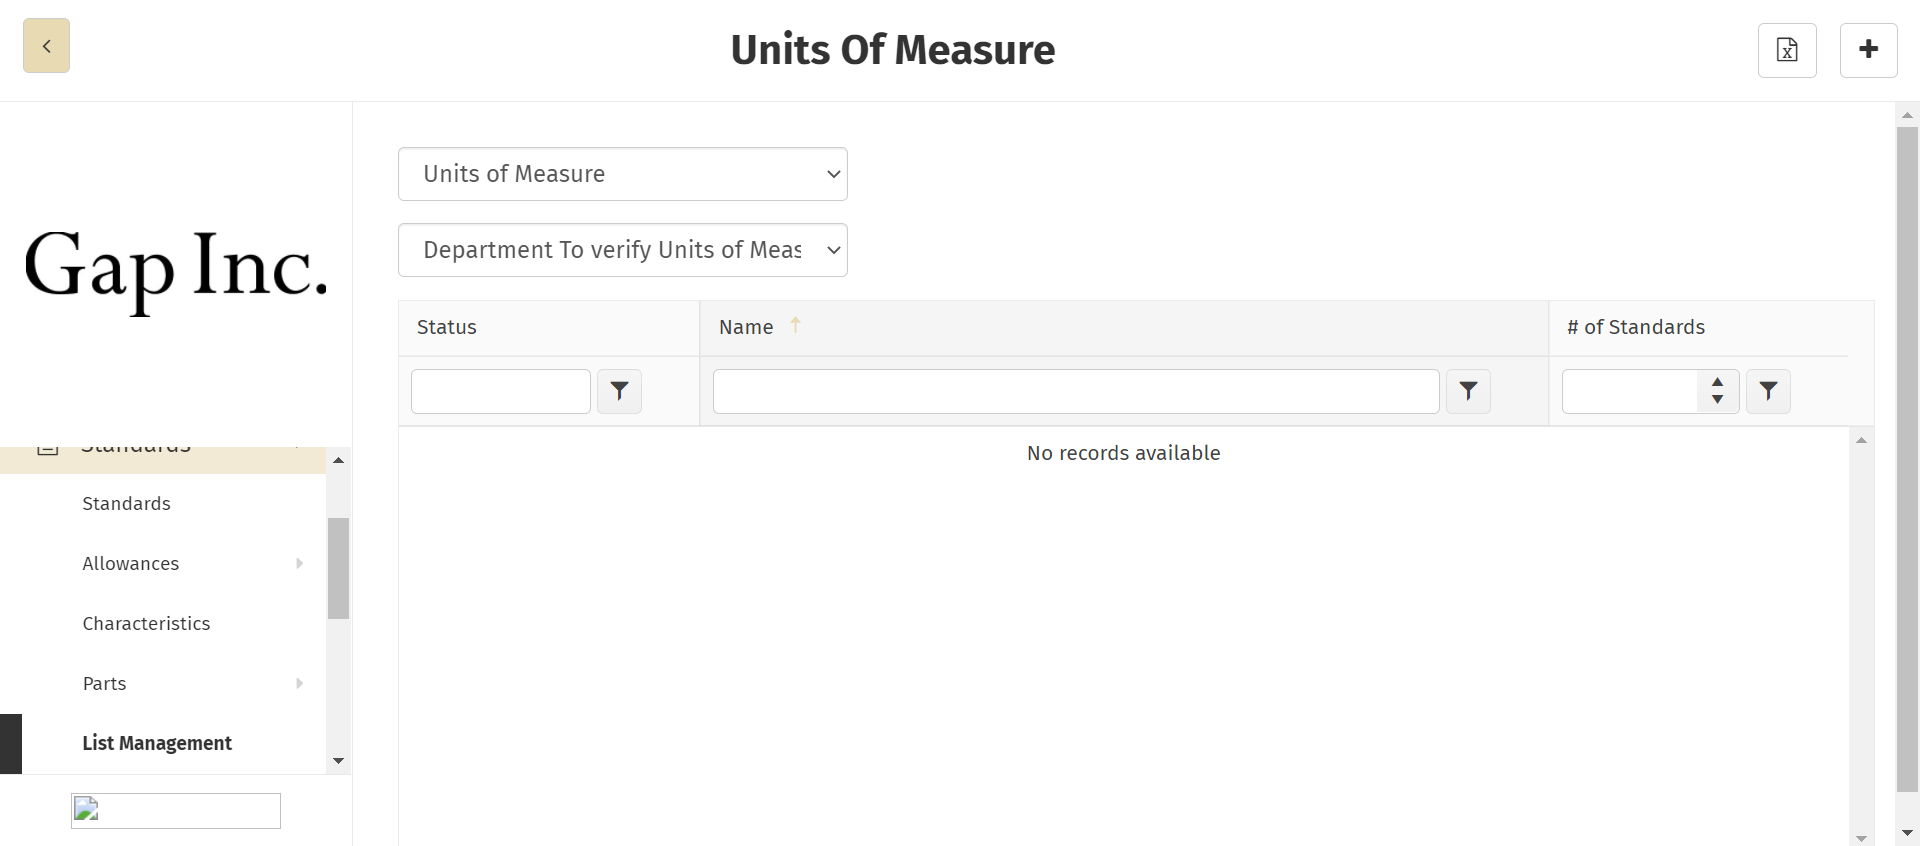 Units Of Measure
Gap Inc.
Units of Measure
Department To verify Units of Meas
Status
Name
# of Standards
No records available
Standards
Standards
Allowances
Characteristics
Parts
List Management